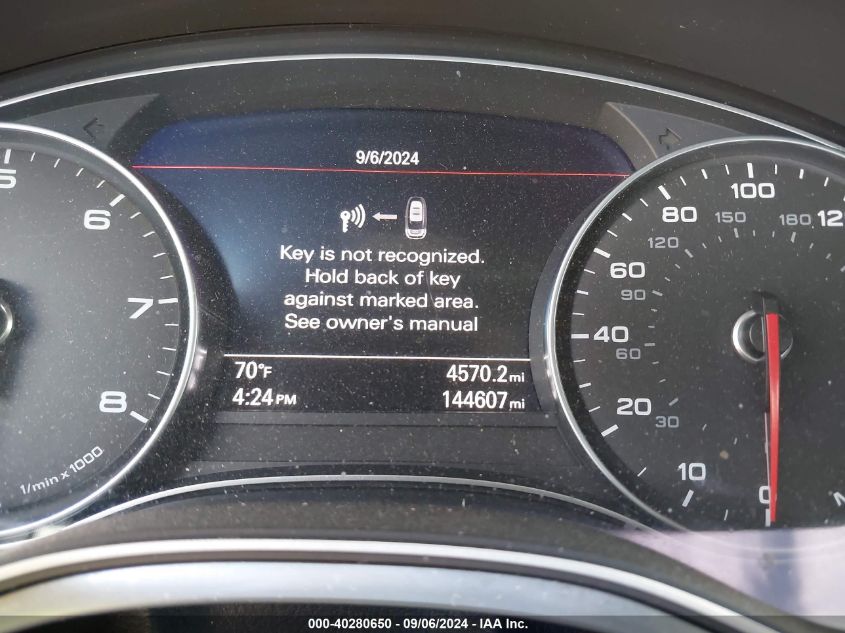 9/6/2024
Key is not recognized.
Hold back of key
against marked area.
See owner's manual
70°F 4570.2 mi
4:24 PM 144607 mi
5
6
7
8
1/min x 1000
0
10
20
30
40
60
60
90
80
120
100
150
180
000-40280650 - 09/06/2024 - IAA Inc.